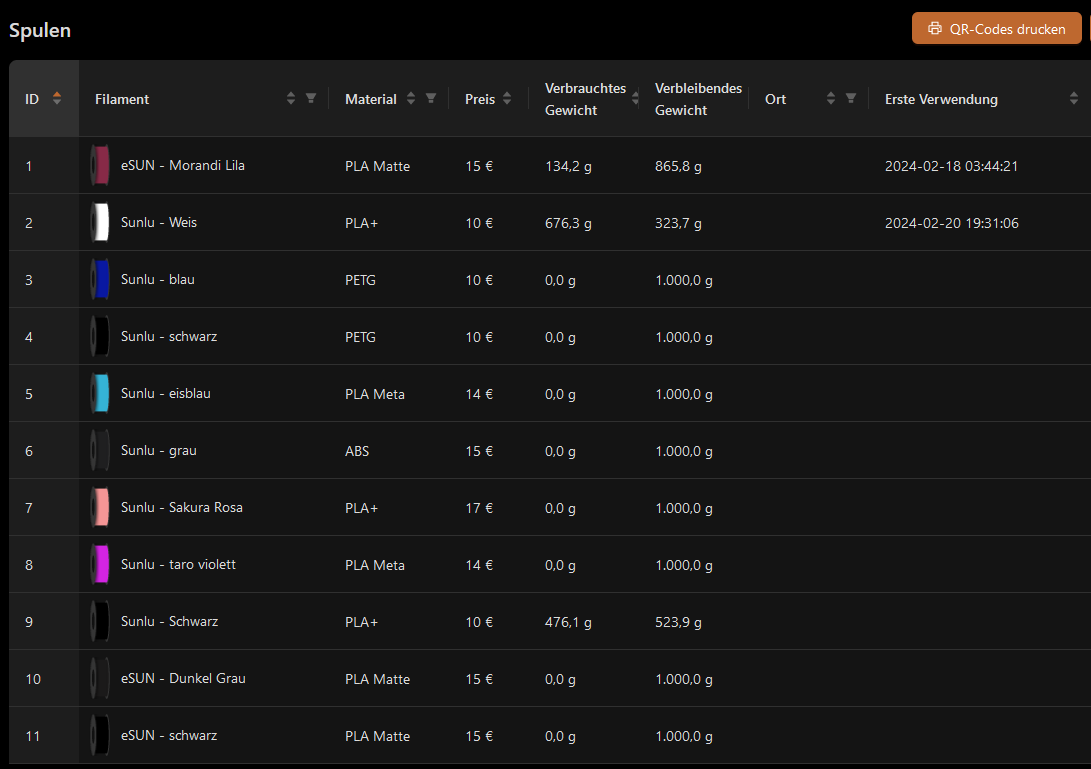 Spulen
QR-Codes drucken
ID Filament Material Preis Verbrauchtes Gewicht Verbleibendes Gewicht Ort Erste Verwendung
1 eSUN - Morandi Lila PLA Matte 15 € 134,2 g 865,8 g 2024-02-18 03:44:21
2 Sunlu - Weis PLA+ 10 € 676,3 g 323,7 g 2024-02-20 19:31:06
3 Sunlu - blau PETG 10 € 0,0 g 1.000,0 g
4 Sunlu - schwarz PETG 10 € 0,0 g 1.000,0 g
5 Sunlu - eisblau PLA Meta 14 € 0,0 g 1.000,0 g
6 Sunlu - grau ABS 15 € 0,0 g 1.000,0 g
7 Sunlu - Sakura Rosa PLA+ 17 € 0,0 g 1.000,0 g
8 Sunlu - taro violett PLA Meta 14 € 0,0 g 1.000,0 g
9 Sunlu - Schwarz PLA+ 10 € 476,1 g 523,9 g
10 eSUN - Dunkel Grau PLA Matte 15 € 0,0 g 1.000,0 g
11 eSUN - schwarz PLA Matte 15 € 0,0 g 1.000,0 g